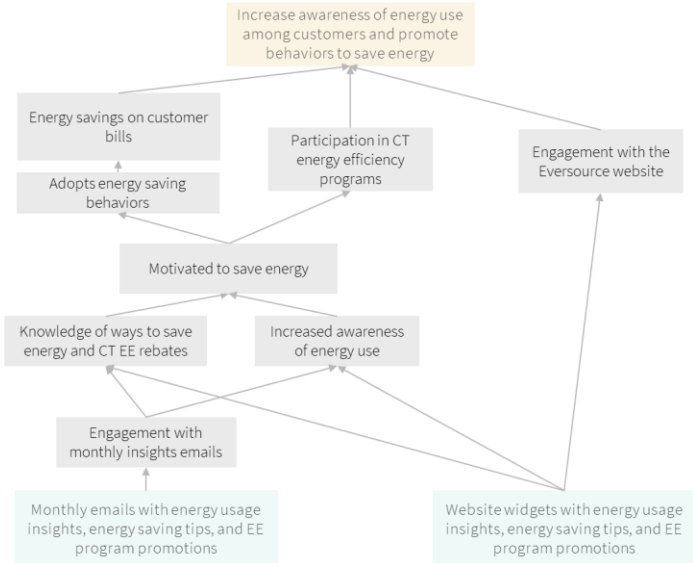 Increase awareness of energy use
among customers and promote
behaviors to save energy
Energy savings on customer
bills
Participation in CT
energy efficiency
programs
Engagement with the
Eversource website
Adopts energy saving
behaviors
Motivated to save energy
Knowledge of ways to save
energy and CT EE rebates
Increased awareness
of energy use
Engagement with
monthly insights emails
Monthly emails with energy usage
insights, energy saving tips, and EE
program promotions
Website widgets with energy usage
insights, energy saving tips, and EE
program promotions